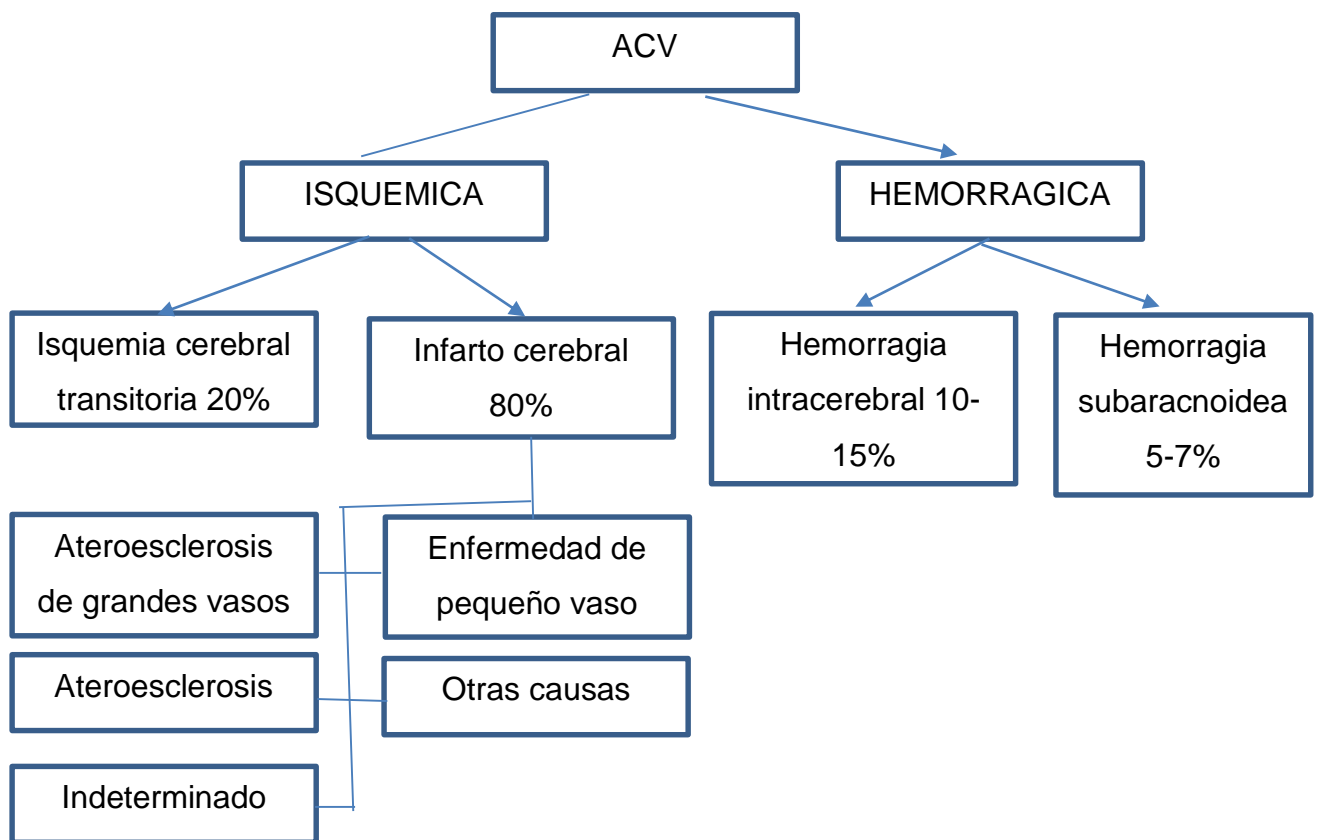 ACV
ISQUEMICA
HEMORRAGICA
Isquemia cerebral
transitoria 20%
Infarto cerebral
80%
Hemorragia
intracerebral 10-
15%
Hemorragia
subaracnoidea
5-7%
Ateroesclerosis
de grandes vasos
Enfermedad de
pequeño vaso
Ateroesclerosis
Otras causas
Indeterminado